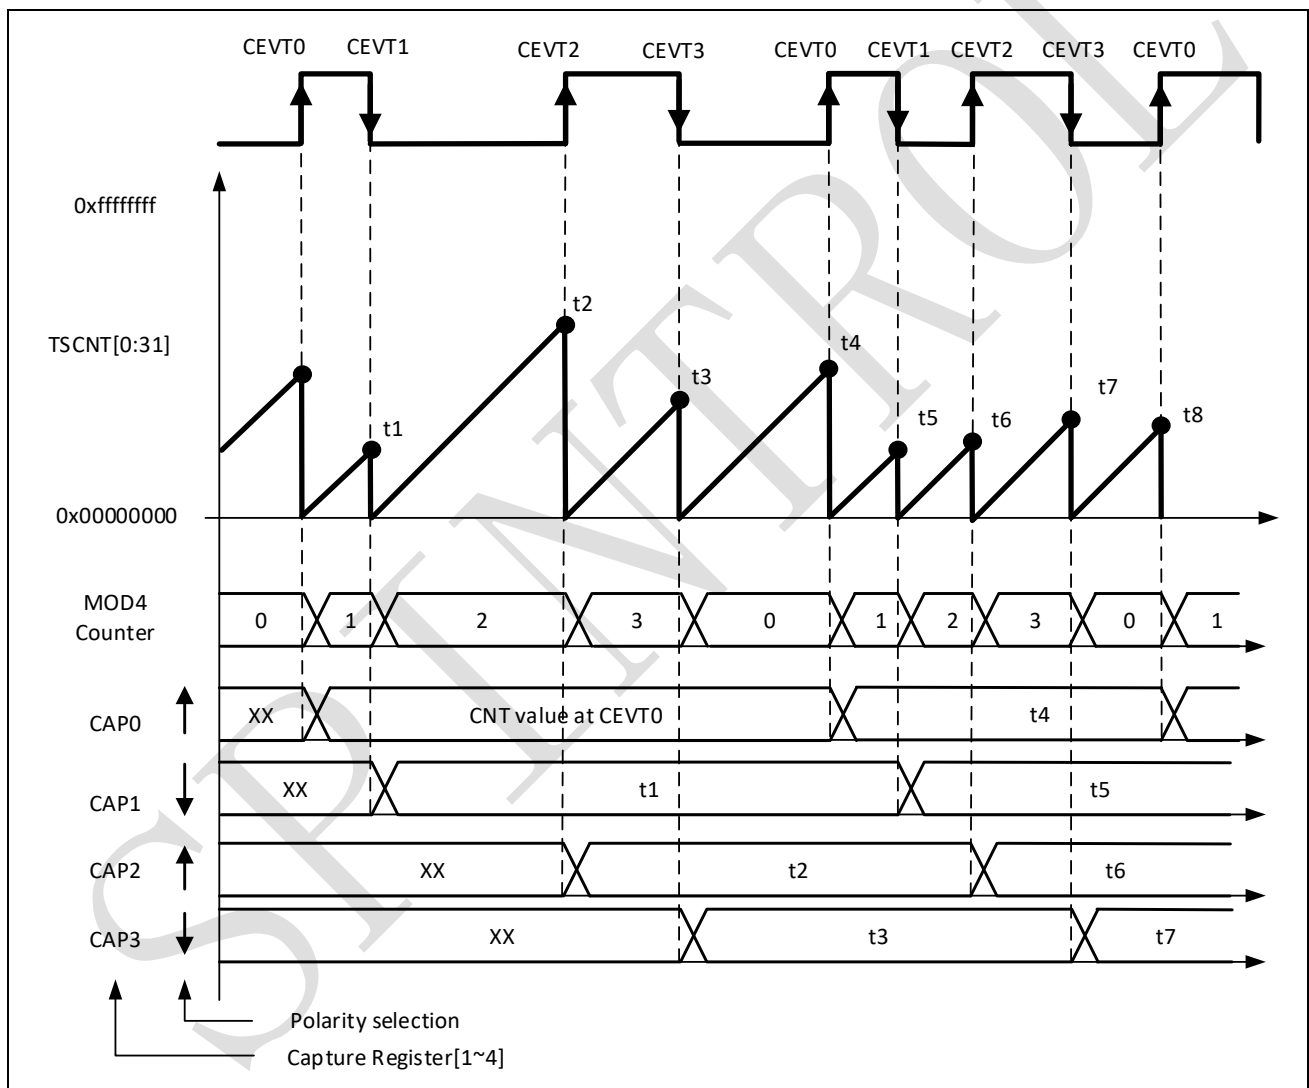 CEVT0 CEVT1 CEVT2 CEVT3 CEVT0 CEVT1 CEVT2 CEVT3 CEVT0
0xffffffff
t2
TSCNT[0:31]
t4
t3
t7
t1
t5
t6
t8
0x00000000
MOD4
Counter
0 1 2 3 0 1 2 3 0 1
CAP0 XX CNT value at CEVT0 t4
CAP1 XX t1 t5
CAP2 XX t2 t6
CAP3 XX t3 t7
Polarity selection
Capture Register[1~4]
SPINTROL